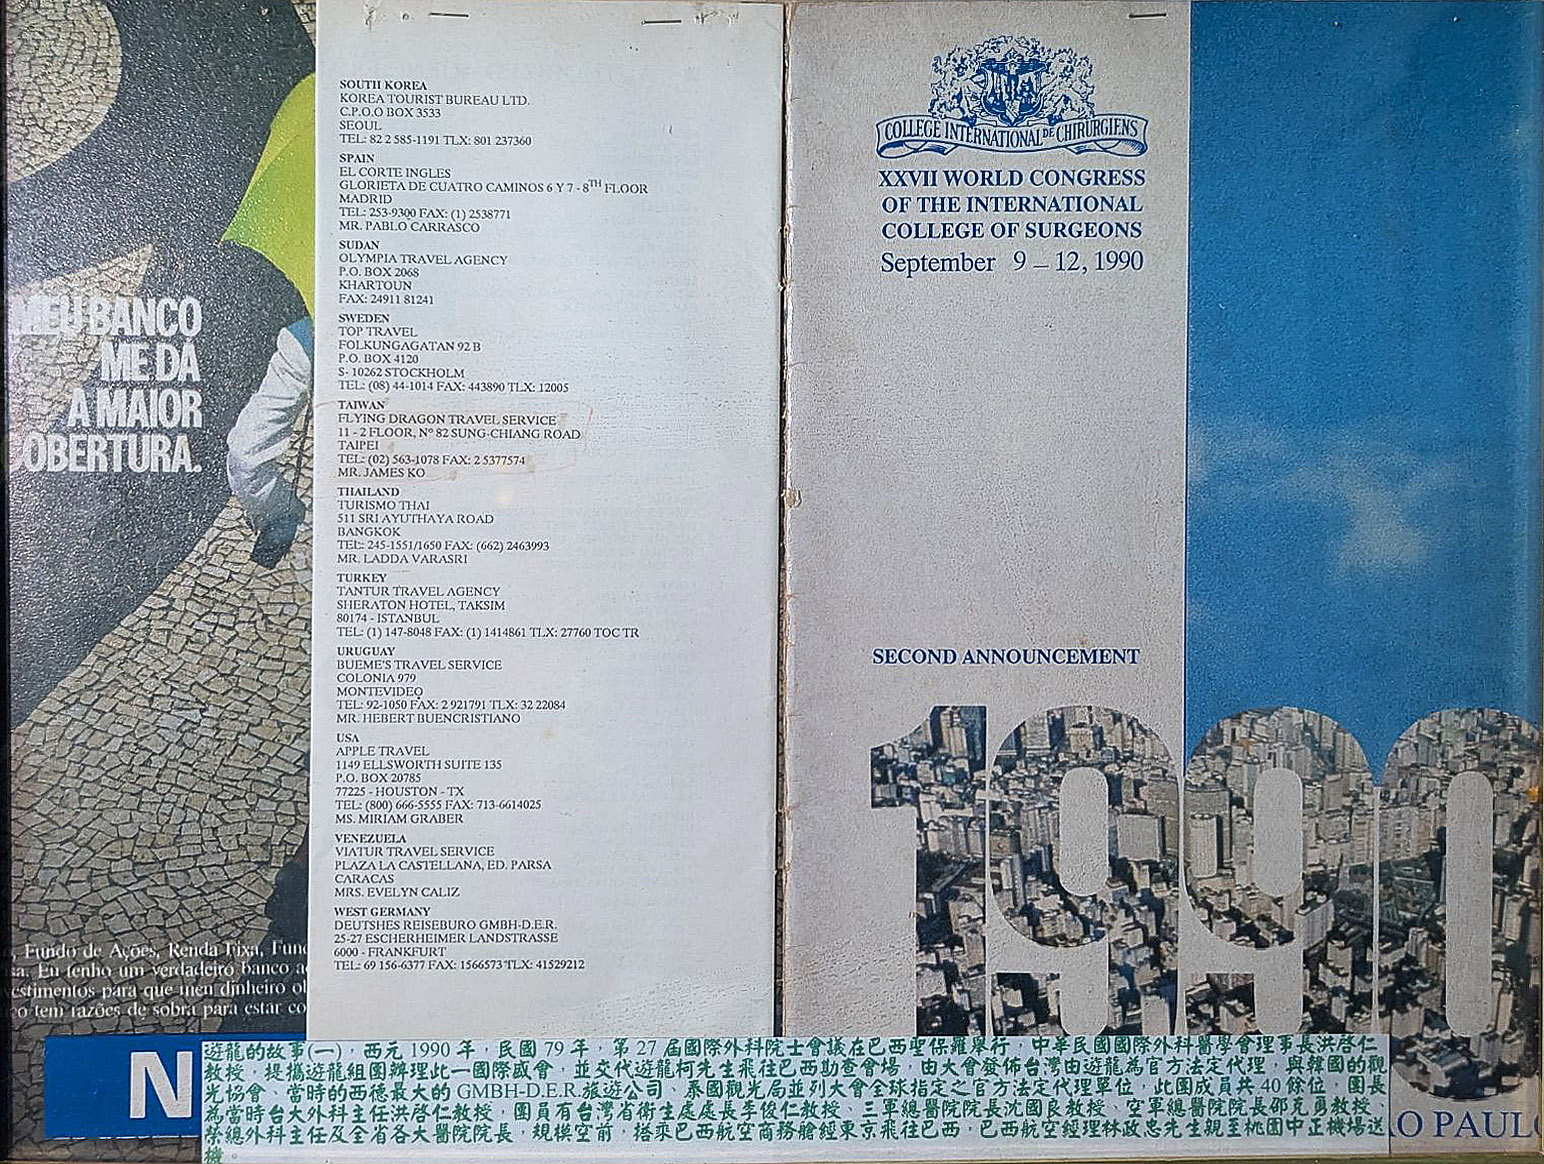 MEU BANCO
ME DÁ
A MAIOR
COBERTURA.
Fundo de Ações, Renda Fixa,
Eu tenho um verdadeiro banco
estimentos para que meu dinheiro
o tem razões de sobra para estar
N
SOUTH KOREA
KOREA TOURIST BUREAU LTD.
C.P.O.O BOX 3533
SEOUL
TEL: 82 2 585-1191 TLX: 801 237360
SPAIN
EL CORTE INGLES
GLORIETA DE CUATRO CAMINOS 6 Y 7 - 8TH FLOOR
MADRID
TEL: 253-9300 FAX: (1) 2538771
MR. PABLO CARRASCO
SUDAN
OLYMPIA TRAVEL AGENCY
P.O. BOX 2068
KHARTOUN
FAX: 24911 81241
SWEDEN
TOP TRAVEL
FOLKUNGAGATAN 92 B
P.O. BOX 4120
S- 10262 STOCKHOLM
TEL: (08) 44-1014 FAX: 443890 TLX: 12005
TAIWAN
FLYING DRAGON TRAVEL SERVICE
11 - 2 FLOOR, Nº 82 SUNG-CHIANG ROAD
TAIPEI
TEL: (02) 563-1078 FAX: 2 5377574
MR. JAMES KO
THAILAND
TURISMO THAI
511 SRI AYUTHAYA ROAD
BANGKOK
TEL: 245-1551/1650 FAX: (662) 2463993
MR. LADDA VARASRI
TURKEY
TANTUR TRAVEL AGENCY
SHERATON HOTEL, TAKSIM
80174 - ISTANBUL
TEL: (1) 147-8048 FAX: (1) 1414861 TLX: 27760 TOC TR
URUGUAY
BUEME'S TRAVEL SERVICE
COLONIA 979
MONTEVIDEO
TEL: 92-1050 FAX: 2 921791 TLX: 32 22084
MR. HEBERT BUENCRISTIANO
USA
APPLE TRAVEL
1149 ELLSWORTH SUITE 135
P.O. BOX 20785
77225 - HOUSTON - TX
TEL: (800) 666-5555 FAX: 713-6614025
MS. MIRIAM GRABER
VENEZUELA
VIATUR TRAVEL SERVICE
PLAZA LA CASTELLANA, ED. PARSA
CARACAS
MRS. EVELYN CALIZ
WEST GERMANY
DEUTSHES REISEBURO GMBH-D.E.R.
25-27 ESCHERHEIMER LANDSTRASSE
6000 - FRANKFURT
TEL: 69 156-6377 FAX: 1566573 TLX: 41529212
COLLEGE INTERNATIONAL DE CHIRURGIENS
XXVII WORLD CONGRESS
OF THE INTERNATIONAL
COLLEGE OF SURGEONS
September 9 – 12, 1990
SECOND ANNOUNCEMENT
1990
SÃO PAULO
遊龍的故事(一),西元 1990 年,民國 79 年,第 27 屆國際外科院士會議在巴西聖保羅舉行,中華民國國際外科醫學會理事長洪啓仁
教授,提攜遊龍組團辦理此一國際盛會,並交代遊龍柯先生飛往巴西勘查會場,由大會發佈台灣由遊龍為官方法定代理,與韓國的觀
光協會、當時的西德最大的 GMBH-D.E.R.旅遊公司、泰國觀光局並列大會全球指定之官方法定代理單位,此團成員共 40 餘位,團長
為當時台大外科主任洪啓仁教授,團員有台灣省衛生處處長李俊仁教授、三軍總醫院院長沈國良教授、空軍總醫院院長邵克勇教授、
榮總外科主任及全省各大醫院院長,規模空前,搭乘巴西航空商務艙經東京飛往巴西,巴西航空經理林政忠先生親至桃園中正機場送
機。